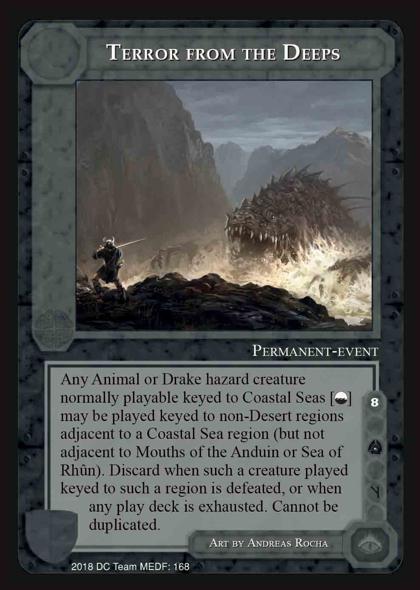 Terror from the Deeps
Permanent-event
Any Animal or Drake hazard creature
normally playable keyed to Coastal Seas []
may be played keyed to non-Desert regions
adjacent to a Coastal Sea region (but not
adjacent to Mouths of the Anduin or Sea of
Rhûn). Discard when such a creature played
keyed to such a region is defeated, or when
any play deck is exhausted. Cannot be
duplicated.
8
Art by Andreas Rocha
2018 DC Team MEDF: 168